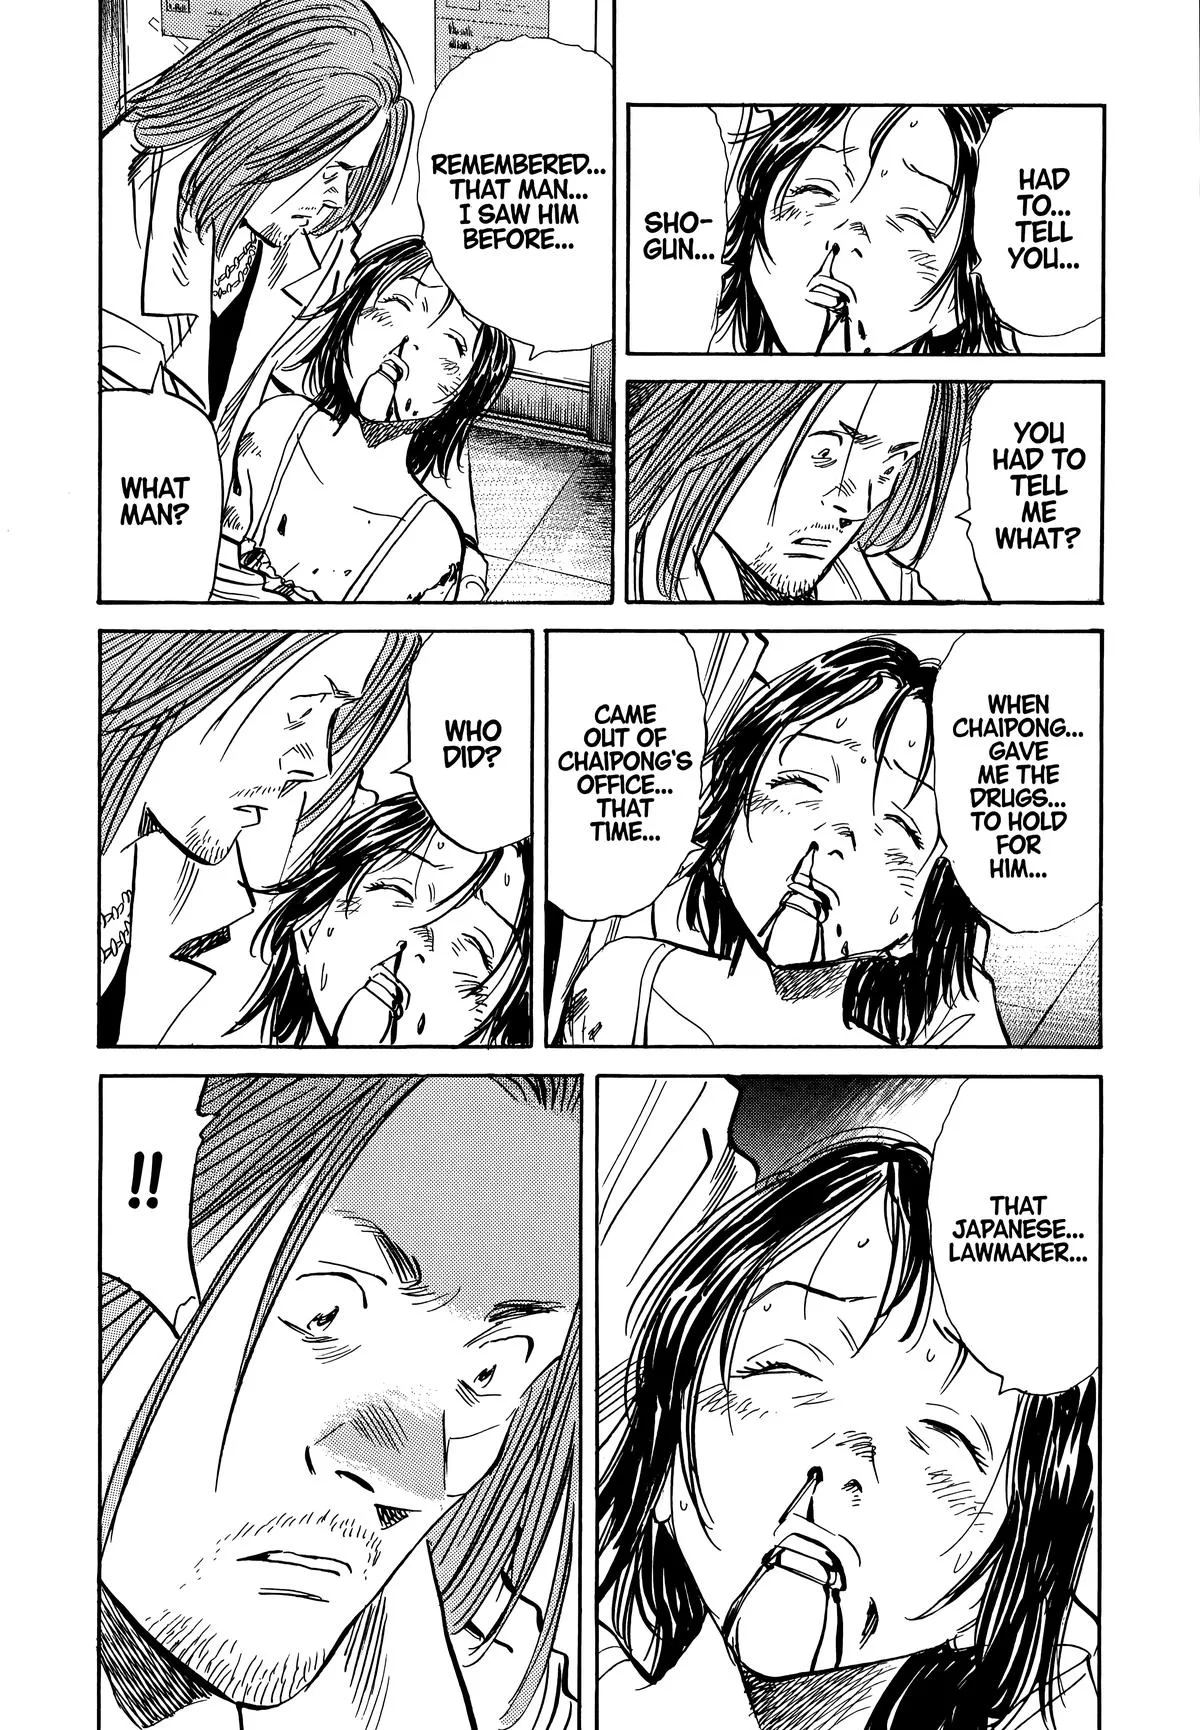 HAD
TO...
TELL
YOU...
SHO-
GUN...
YOU
HAD TO
TELL
ME
WHAT?
REMEMBERED...
THAT MAN...
I SAW HIM
BEFORE...
WHAT
MAN?
WHEN
CHAIPONG...
GAVE
ME THE
DRUGS...
TO HOLD
FOR
HIM...
CAME
OUT OF
CHAIPONG'S
OFFICE...
THAT
TIME...
WHO
DID?
THAT
JAPANESE...
LAWMAKER...
!!